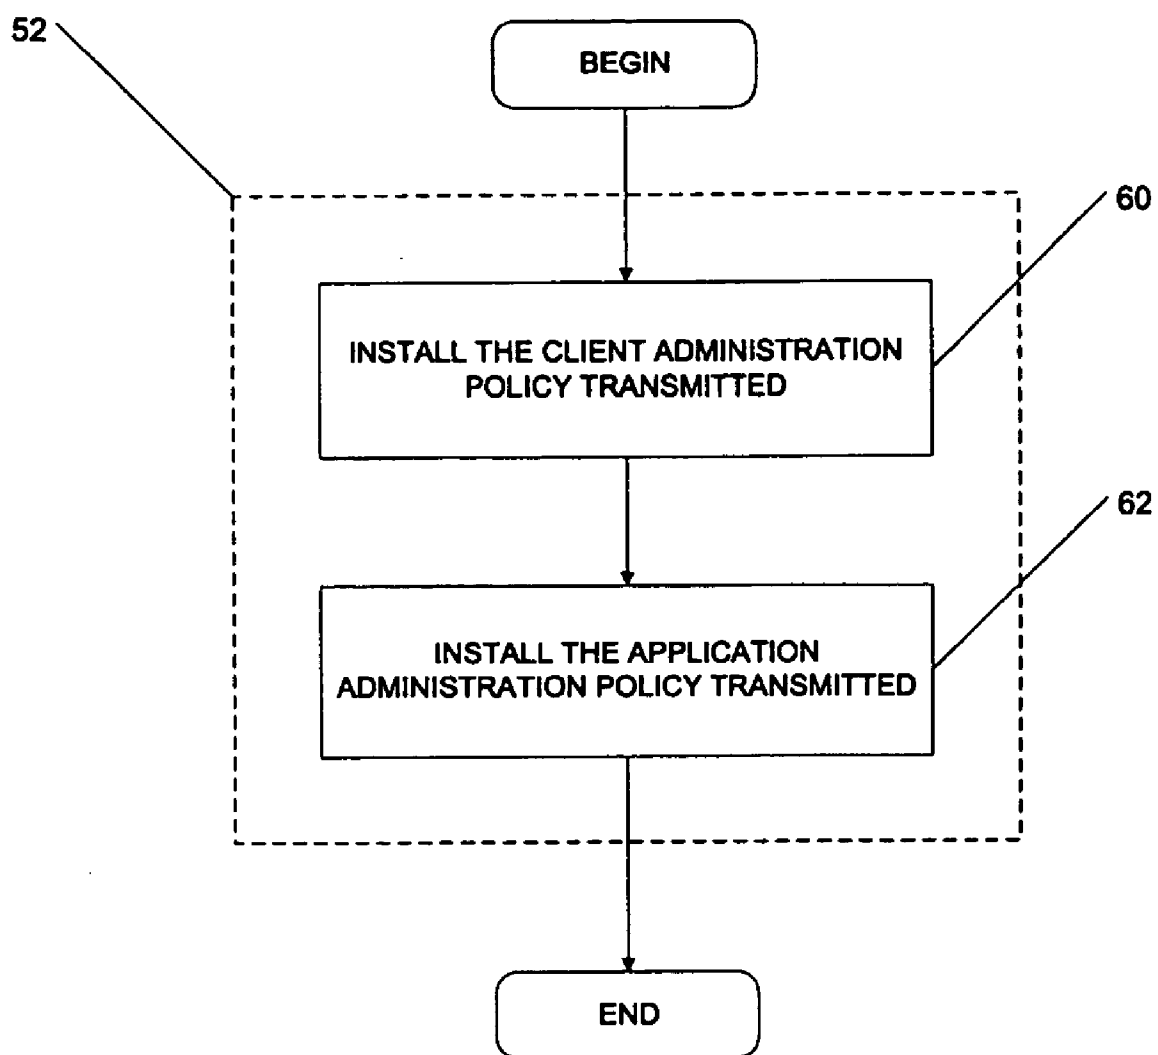 52
BEGIN
60
INSTALL THE CLIENT ADMINISTRATION
POLICY TRANSMITTED
62
INSTALL THE APPLICATION
ADMINISTRATION POLICY TRANSMITTED
END